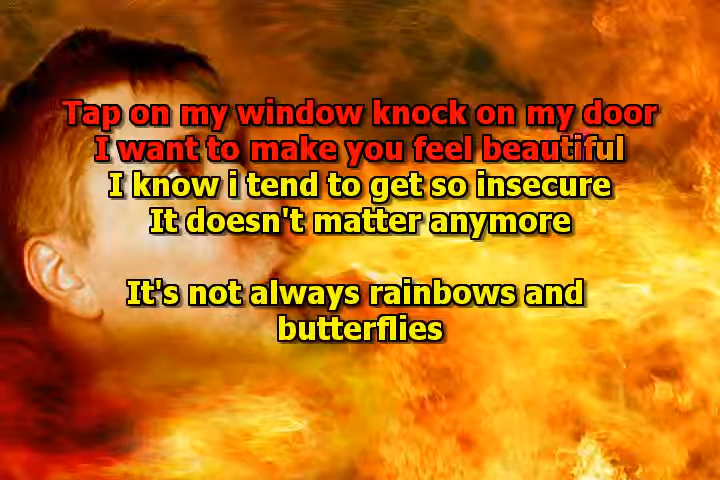 Tap on my window knock on my door
I want to make you feel beautiful
I know i tend to get so insecure
It doesn't matter anymore
It's not always rainbows and
butterflies